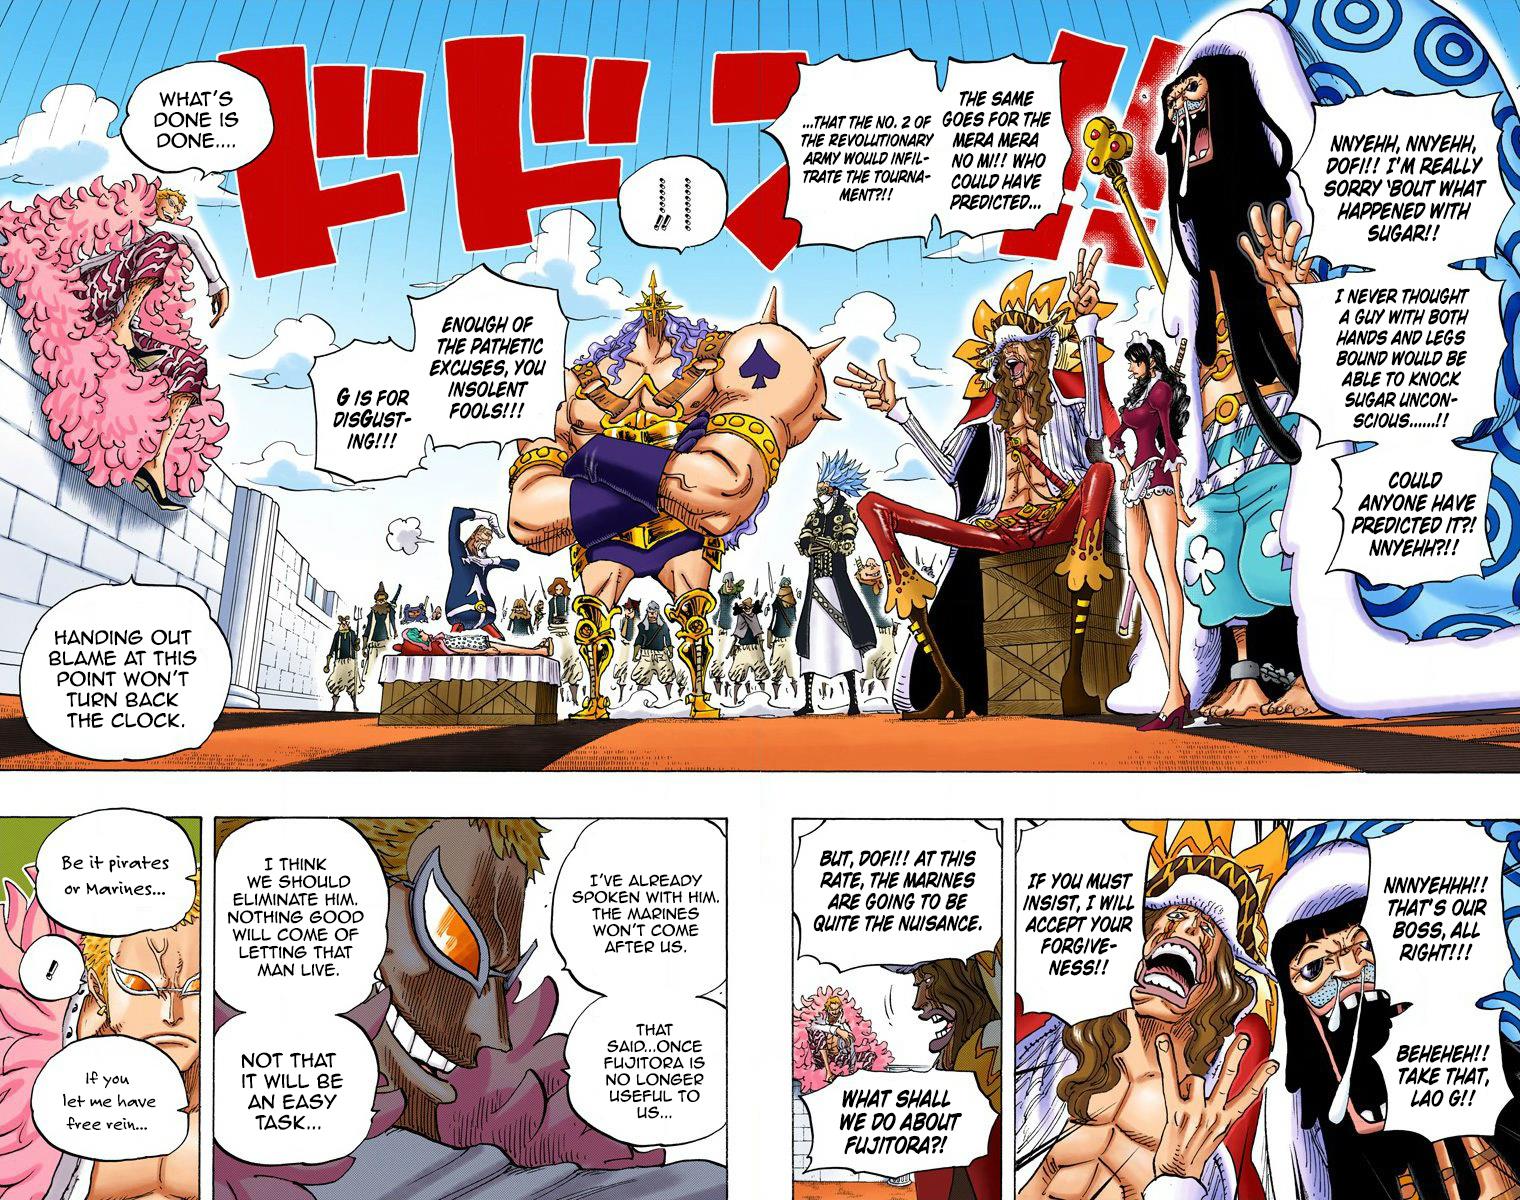 NNYEHH, NNYEHH,
DOFI!! I'M REALLY
SORRY 'BOUT WHAT
HAPPENED WITH
SUGAR!!
I NEVER THOUGHT
A GUY WITH BOTH
HANDS AND LEGS
BOUND WOULD BE
ABLE TO KNOCK
SUGAR UNCON-
SCIOUS......!!
COULD
ANYONE HAVE
PREDICTED IT?!
NNYEHH?!!
THE SAME
GOES FOR THE
MERA MERA
NO MI!! WHO
COULD HAVE
PREDICTED...
...THAT THE NO. 2 OF
THE REVOLUTIONARY
ARMY WOULD INFIL-
TRATE THE TOURNA-
MENT?!!
ドドン!!
........!!
ENOUGH OF
THE PATHETIC
EXCUSES, YOU
INSOLENT
FOOLS!!!
G IS FOR
DISGUST-
ING!!!
WHAT'S
DONE IS
DONE....
HANDING OUT
BLAME AT THIS
POINT WON'T
TURN BACK
THE CLOCK.
NNNYEHHH!!
THAT'S OUR
BOSS, ALL
RIGHT!!!
BEHEHEH!!
TAKE THAT,
LAO G!!
IF YOU MUST
INSIST, I WILL
ACCEPT YOUR
FORGIVE-
NESS!!
BUT, DOFI!! AT THIS
RATE, THE MARINES
ARE GOING TO BE
QUITE THE NUISANCE.
WHAT SHALL
WE DO ABOUT
FUJITORA?!
I'VE ALREADY
SPOKEN WITH HIM.
THE MARINES
WON'T COME
AFTER US.
THAT
SAID...ONCE
FUJITORA IS
NO LONGER
USEFUL TO
US...
I THINK
WE SHOULD
ELIMINATE HIM.
NOTHING GOOD
WILL COME OF
LETTING THAT
MAN LIVE.
NOT THAT
IT WILL BE
AN EASY
TASK...
Be it pirates
or Marines...
!!
If you
let me have
free rein...